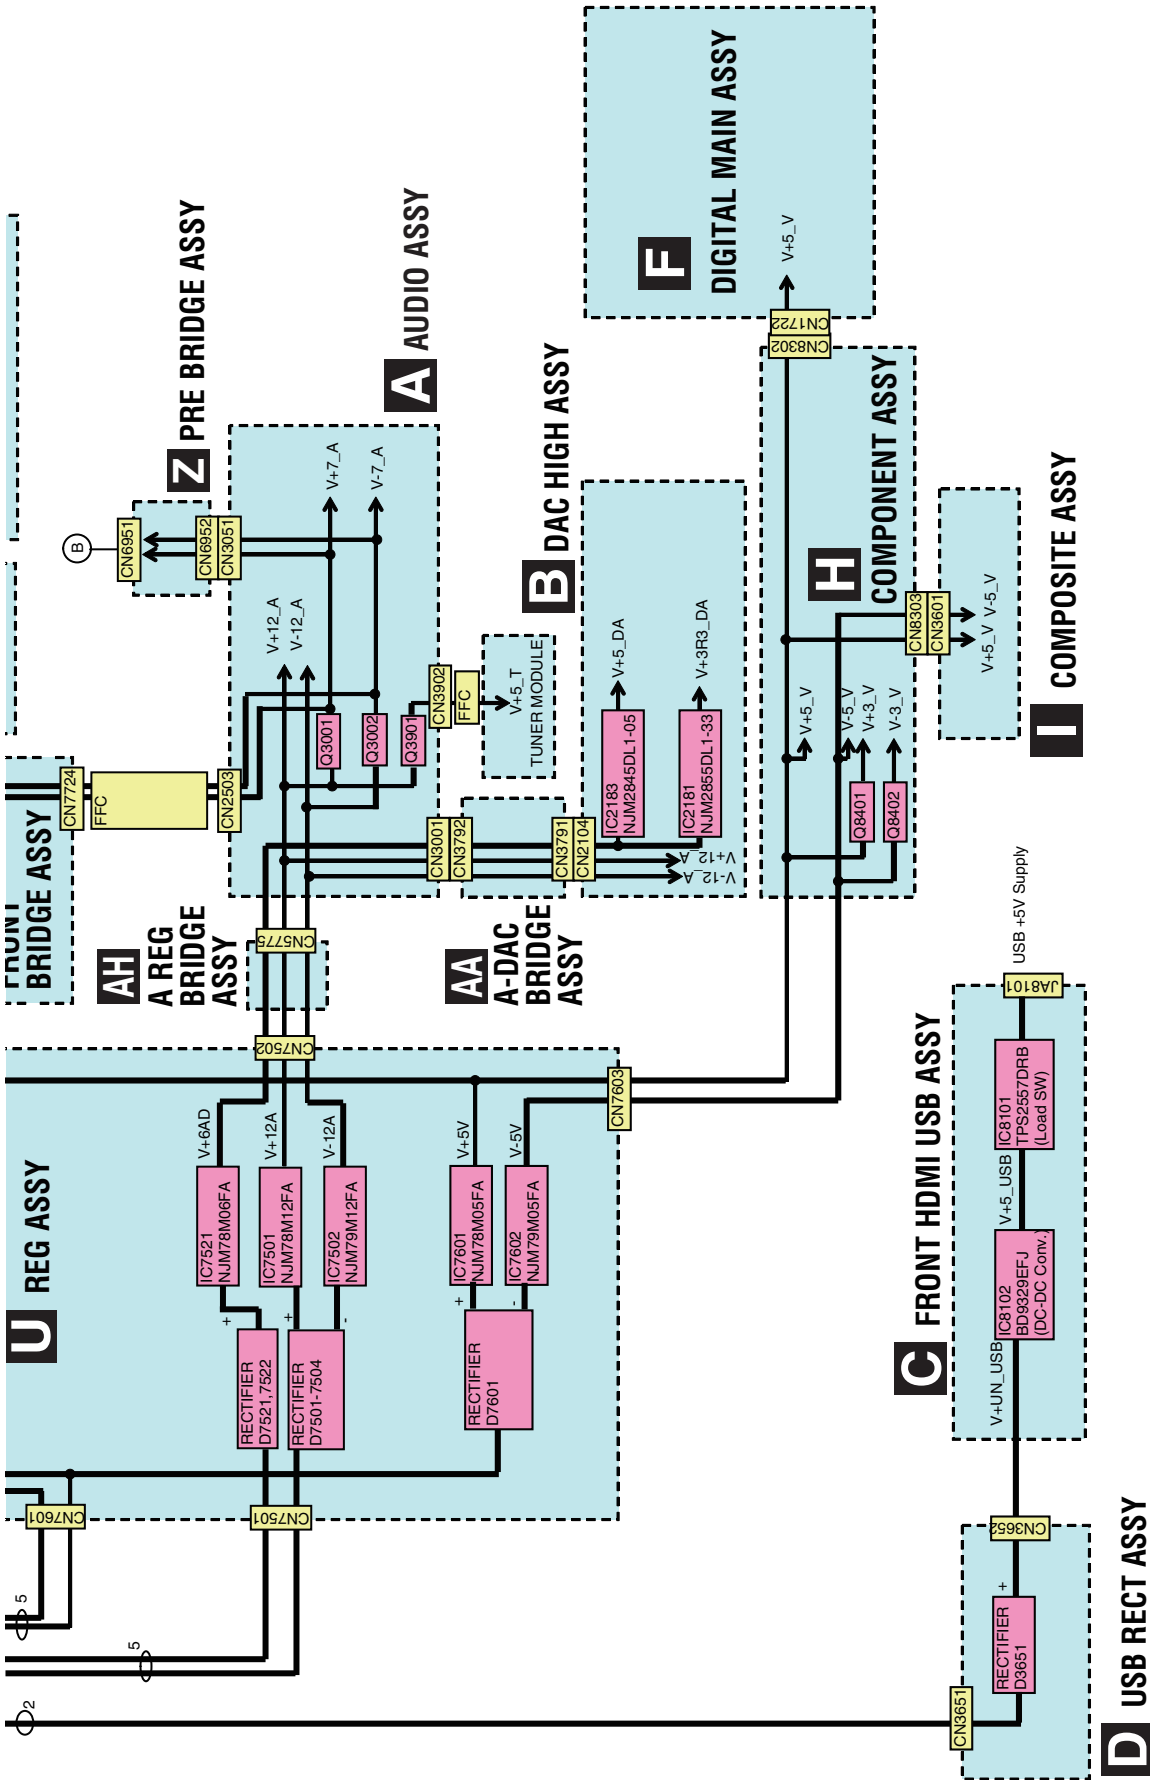 FRONT
BRIDGE ASSY
CN7724
FFC
CN2503
B
CN6951
Z
PRE BRIDGE ASSY
CN6952
CN3051
A
AUDIO ASSY
V+12_A
V-12_A
V+7_A
V-7_A
Q3001
Q3002
Q3901
CN3902
FFC
V+5_T
TUNER MODULE
CN3001
CN3792
AH
A REG
BRIDGE
ASSY
CN5775
AA
A-DAC
BRIDGE
ASSY
CN3791
CN2104
B
DAC HIGH ASSY
IC2183
NJM2845DL1-05
V+5_DA
IC2181
NJM2855DL1-33
V+3R3_DA
V+12_A
V-12_A
F
DIGITAL MAIN ASSY
V+5_V
CN1722
CN8302
H
COMPONENT ASSY
V+5_V
V-5_V
V+3_V
V-3_V
Q8401
Q8402
CN8303
CN3601
V+5_V
V-5_V
I
COMPOSITE ASSY
U
REG ASSY
CN7502
V+6AD
V+12A
V-12A
V+5V
V-5V
IC7521
NJM78M06FA
IC7501
NJM78M12FA
IC7502
NJM79M12FA
IC7601
NJM78M05FA
IC7602
NJM79M05FA
CN7603
+
+
-
+
-
RECTIFIER
D7521,7522
RECTIFIER
D7501-7504
RECTIFIER
D7601
CN7601
CN7501
5
5
2
C
FRONT HDMI USB ASSY
USB +5V Supply
JA8101
IC8101
TPS2557DRB
(Load SW)
V+5_USB
IC8102
BD9329EFJ
(DC-DC Conv.)
V+UN_USB
CN3652
+
RECTIFIER
D3651
CN3651
D
USB RECT ASSY